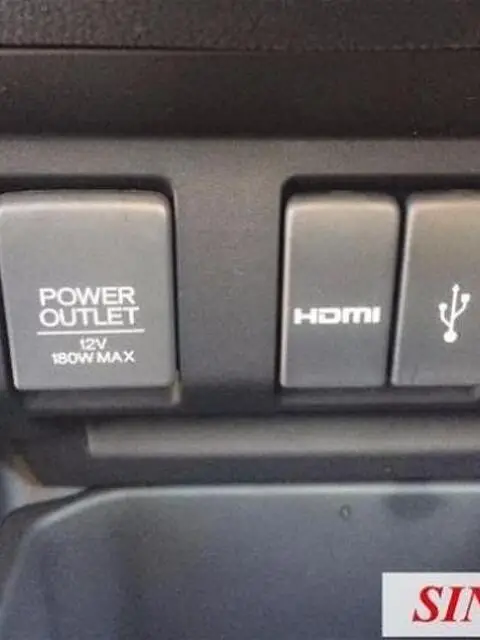 POWER
OUTLET
12V
180W MAX
HDMI
SIN